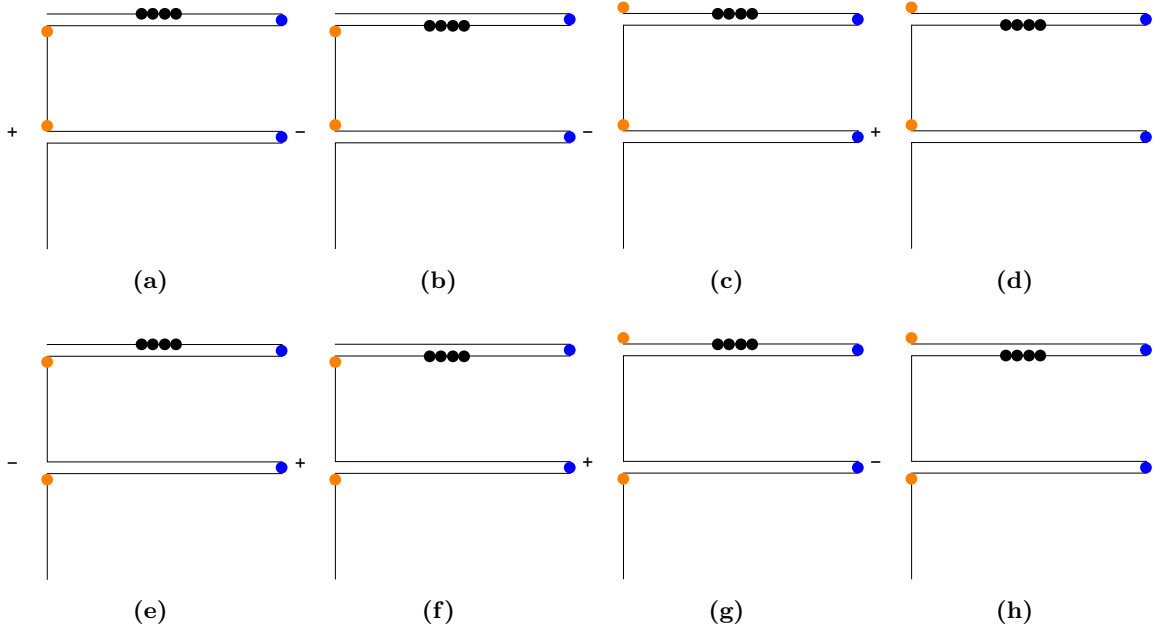 + − − +
(a) (b) (c) (d)
− + + −
(e) (f) (g) (h)